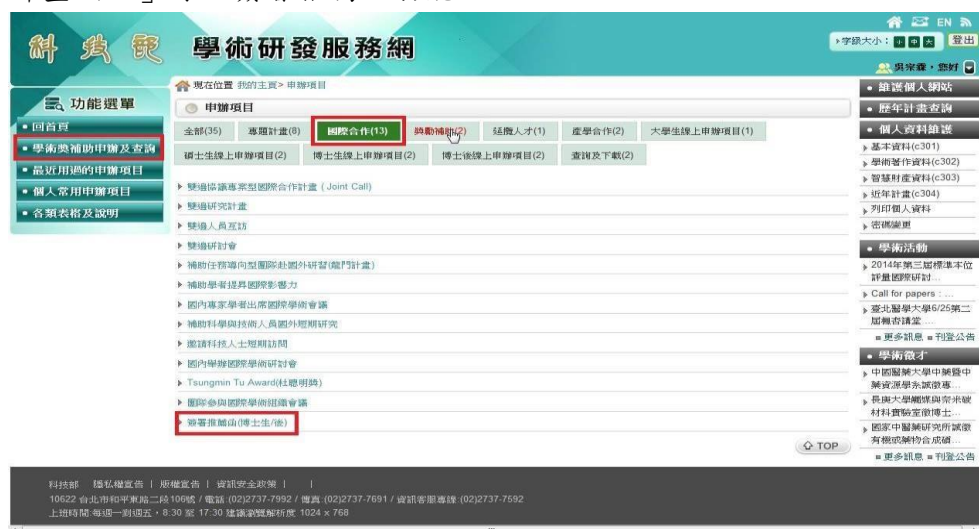 科技部 學術研發服務網
EN
字級大小： 小 中 大 登出
吳宗霖，您好
功能選單
回首頁
學術獎補助申辦及查詢
最近用過的申辦項目
個人常用申辦項目
各類表格及說明
現在位置 我的主頁> 申辦項目
申辦項目
全部(35) 專題計畫(8) 國際合作(13) 獎勵補助(2) 延攬人才(1) 產學合作(2) 大學生線上申辦項目(1)
碩士生線上申辦項目(2) 博士生線上申辦項目(2) 博士後線上申辦項目(2) 查詢及下載(2)
雙邊協議專案型國際合作計畫 ( Joint Call)
雙邊研究計畫
雙邊人員互訪
雙邊研討會
補助任務導向型團隊赴國外研習(龍門計畫)
補助學者提昇國際影響力
國內專家學者出席國際學術會議
補助科學與技術人員國外短期研究
邀請科技人士短期訪問
國內舉辦國際學術研討會
Tsungmin Tu Award(杜聰明獎)
團隊參與國際學術組織會議
簽署推薦函(博士生/後)
TOP
維護個人網站
歷年計畫查詢
個人資料維護
基本資料(c301)
學術著作資料(c302)
智慧財產資料(c303)
近年計畫(c304)
列印個人資料
密碼變更
學術活動
2014年第三屆標準本位
評量國際研討...
Call for papers : ...
臺北醫學大學6/25第二
屆楓杏講堂 ...
更多訊息 刊登公告
學術徵才
中國醫藥大學中藥暨中
藥資源學系誠徵專...
長庚大學觸媒與奈米碳
材料實驗室徵博士...
國家中醫藥研究所誠徵
有機或藥物合成碩...
更多訊息 刊登公告
科技部 隱私權宣告 | 版權宣告 | 資訊安全政策 | |
10622 台北市和平東路二段106號 / 電話:(02)2737-7992 / 傳真:(02)2737-7691 / 資訊客服專線:(02)2737-7592
上班時間:每週一到週五，8:30 至 17:30 建議瀏覽解析度 1024 x 768